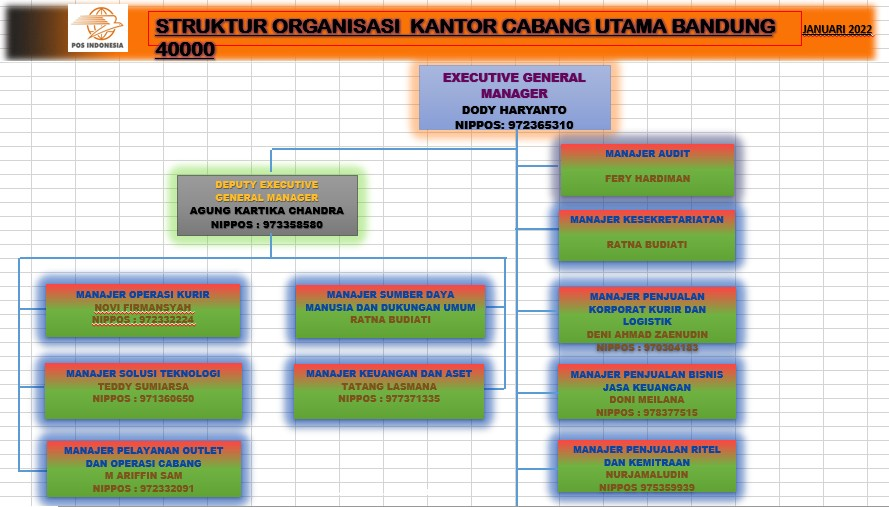 POS INDONESIA
STRUKTUR ORGANISASI KANTOR CABANG UTAMA BANDUNG
40000
JANUARI 2022
EXECUTIVE GENERAL
MANAGER
DODY HARYANTO
NIPPOS: 972365310
DEPUTY EXECUTIVE
GENERAL MANAGER
AGUNG KARTIKA CHANDRA
NIPPOS : 973358580
MANAJER AUDIT
FERY HARDIMAN
MANAJER KESEKRETARIATAN
RATNA BUDIATI
MANAJER OPERASI KURIR
NOVI FIRMANSYAH
NIPPOS : 972332224
MANAJER SUMBER DAYA
MANUSIA DAN DUKUNGAN UMUM
RATNA BUDIATI
MANAJER PENJUALAN
KORPORAT KURIR DAN
LOGISTIK
DENI AHMAD ZAENUDIN
NIPPOS : 970304183
MANAJER SOLUSI TEKNOLOGI
TEDDY SUMIARSA
NIPPOS : 971360650
MANAJER KEUANGAN DAN ASET
TATANG LASMANA
NIPPOS : 977371335
MANAJER PENJUALAN BISNIS
JASA KEUANGAN
DONI MEILANA
NIPPOS : 978377515
MANAJER PELAYANAN OUTLET
DAN OPERASI CABANG
M ARIFFIN SAM
NIPPOS : 972332091
MANAJER PENJUALAN RITEL
DAN KEMITRAAN
NURJAMALUDIN
NIPPOS 975359939